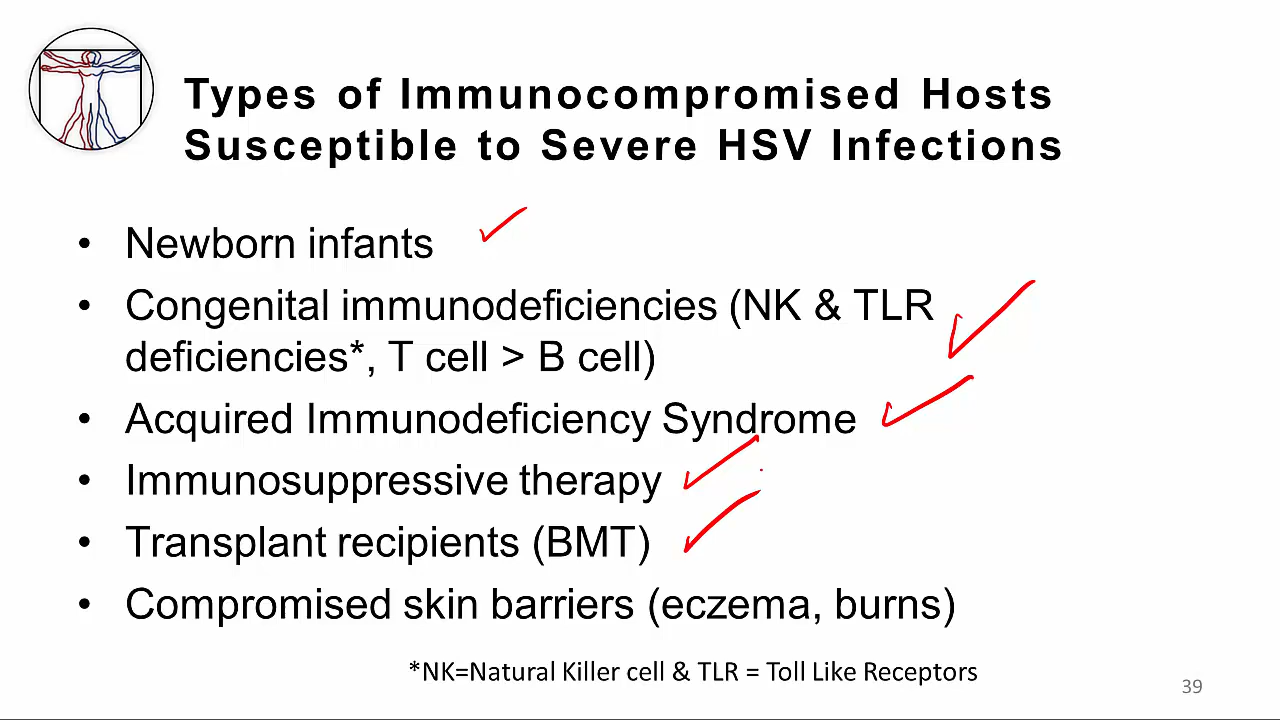 Types of Immunocompromised Hosts
Susceptible to Severe HSV Infections
• Newborn infants
• Congenital immunodeficiencies (NK & TLR
deficiencies*, T cell > B cell)
• Acquired Immunodeficiency Syndrome
• Immunosuppressive therapy
• Transplant recipients (BMT)
• Compromised skin barriers (eczema, burns)
*NK=Natural Killer cell & TLR = Toll Like Receptors
39